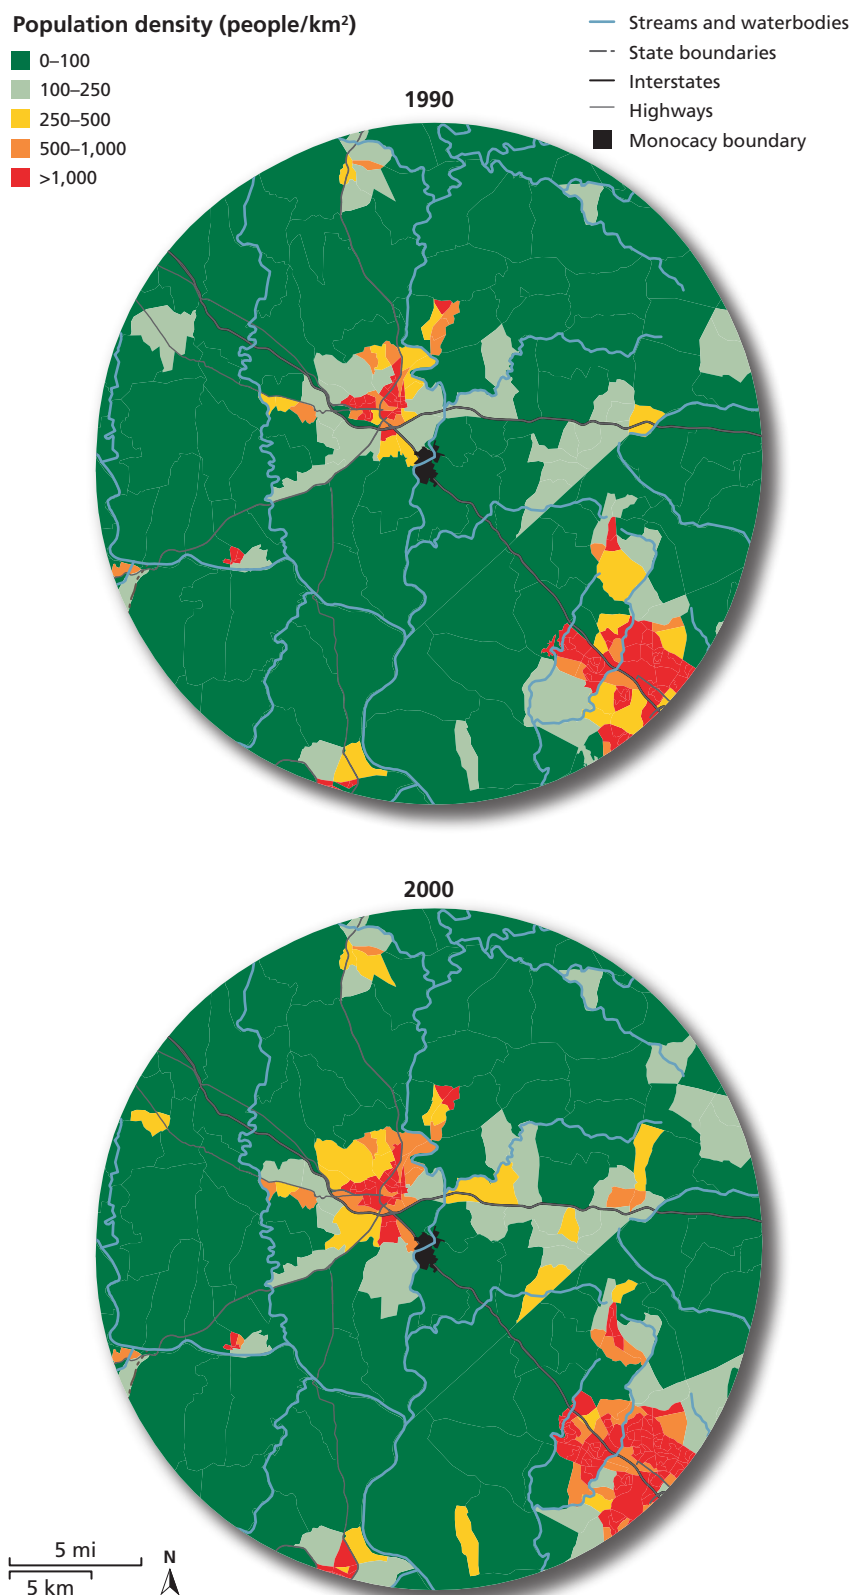 Population density (people/km²)
0–100
100–250
250–500
500–1,000
>1,000
Streams and waterbodies
State boundaries
Interstates
Highways
Monocacy boundary
1990
2000
5 mi
5 km
N